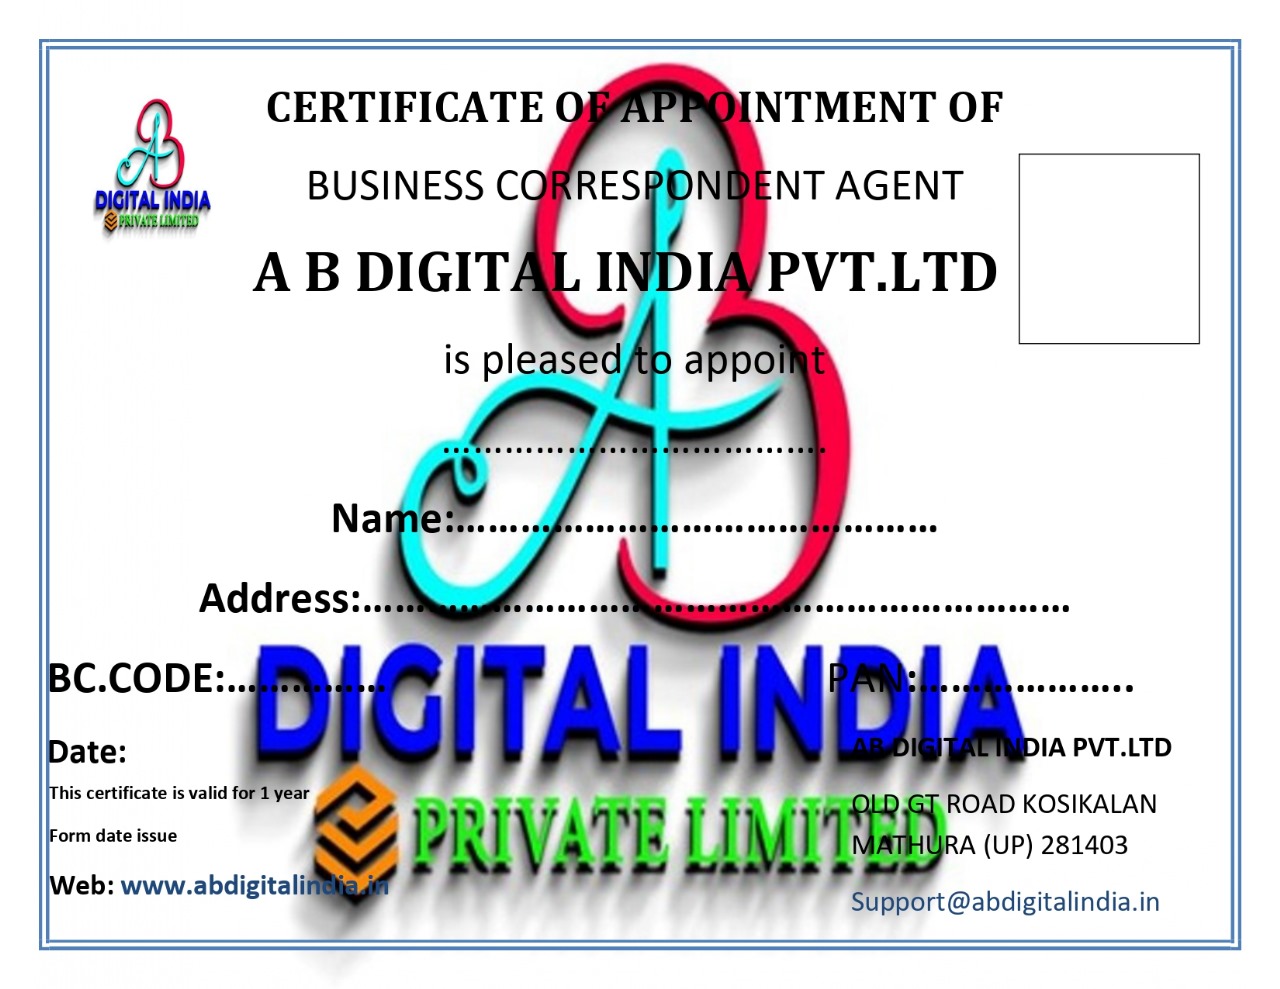 CERTIFICATE OF APPOINTMENT OF
BUSINESS CORRESPONDENT AGENT
DIGITAL INDIA
PRIVATE LIMITED
A B DIGITAL INDIA PVT.LTD
is pleased to appoint
……………………………….
Name:………………………………………
Address:…………………………………………………………
BC.CODE:……………
PAN:………………..
DIGITAL INDIA
Date:
AB DIGITAL INDIA PVT.LTD
This certificate is valid for 1 year
OLD GT ROAD KOSIKALAN
PRIVATE LIMITED
Form date issue
MATHURA (UP) 281403
Web: www.abdigitalindia.in
Support@abdigitalindia.in